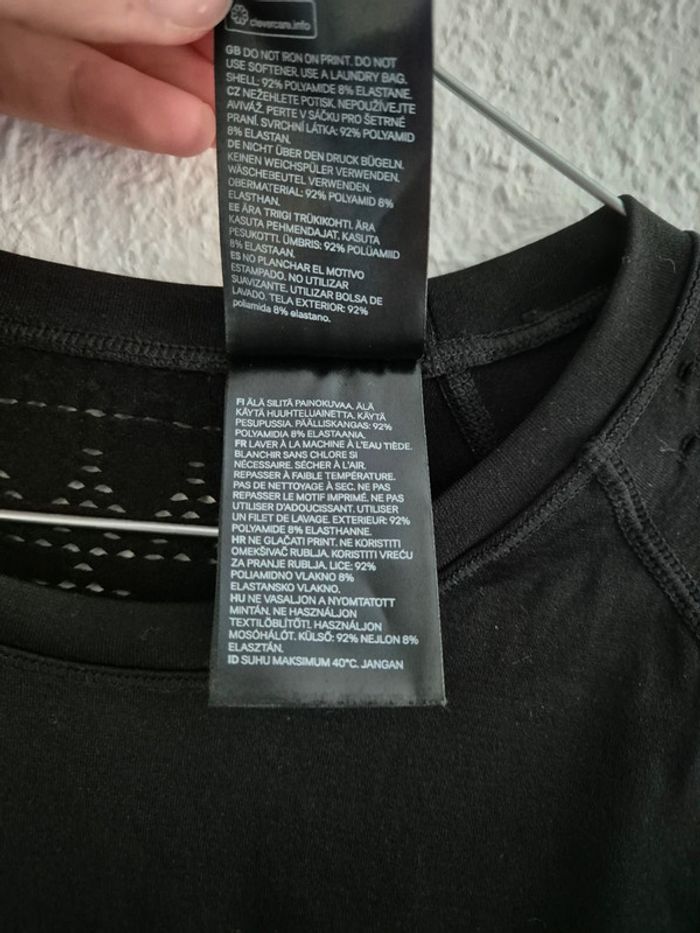 clevercare.info
GB DO NOT IRON ON PRINT. DO NOT
USE SOFTENER. USE A LAUNDRY BAG.
SHELL: 92% POLYAMIDE 8% ELASTANE.
CZ NEŽEHLETE POTISK. NEPOUŽÍVEJTE
AVIVÁŽ. PERTE V SÁČKU PRO ŠETRNÉ
PRANÍ. SVRCHNÍ LÁTKA: 92% POLYAMID
8% ELASTAN.
DE NICHT ÜBER DEN DRUCK BÜGELN.
KEINEN WEICHSPÜLER VERWENDEN.
WÄSCHEBEUTEL VERWENDEN.
OBERMATERIAL: 92% POLYAMID 8%
ELASTHAN.
EE ÄRA TRIIGI TRÜKIKOHTI. ÄRA
KASUTA PEHMENDAJAT. KASUTA
PESUKOTTI. ÜMBRIS: 92% POLÜAMIID
8% ELASTAAN.
ES NO PLANCHAR EL MOTIVO
ESTAMPADO. NO UTILIZAR
SUAVIZANTE. UTILIZAR BOLSA DE
LAVADO. TELA EXTERIOR: 92%
poliamida 8% elastano.
FI ÄLÄ SILITÄ PAINOKUVAA. ÄLÄ
KÄYTÄ HUUHTELUAINETTA. KÄYTÄ
PESUPUSSIA. PÄÄLLISKANGAS: 92%
POLYAMIDIA 8% ELASTAANIA.
FR LAVER À LA MACHINE À L'EAU TIÈDE.
BLANCHIR SANS CHLORE SI
NÉCESSAIRE. SÉCHER À L'AIR.
REPASSER À FAIBLE TEMPÉRATURE.
PAS DE NETTOYAGE À SEC. NE PAS
REPASSER LE MOTIF IMPRIMÉ. NE PAS
UTILISER D'ADOUCISSANT. UTILISER
UN FILET DE LAVAGE. EXTERIEUR: 92%
POLYAMIDE 8% ELASTHANNE.
HR NE GLAČATI PRINT. NE KORISTITI
OMEKŠIVAČ RUBLJA. KORISTITI VREĆU
ZA PRANJE RUBLJA. LICE: 92%
POLIAMIDNO VLAKNO 8%
ELASTANSKO VLAKNO.
HU NE VASALJON A NYOMTATOTT
MINTÁN. NE HASZNÁLJON
TEXTILÖBLÍTŐT!. HASZNÁLJON
MOSÓHÁLÓT. KÜLSŐ: 92% NEJLON 8%
ELASZTÁN.
ID SUHU MAKSIMUM 40°C. JANGAN